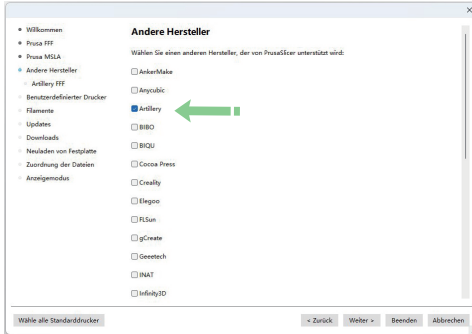 Willkommen
Prusa FFF
Prusa MSLA
Andere Hersteller
Artillery FFF
Benutzerdefinierter Drucker
Filamente
Updates
Downloads
Neuladen von Festplatte
Zuordnung der Dateien
Anzeigemodus
Andere Hersteller
Wählen Sie einen anderen Hersteller, der von PrusaSlicer unterstützt wird:
AnkerMake
Anycubic
Artillery
BIBO
BIQU
Cocoa Press
Creality
Elegoo
FLSun
gCreate
Geeetech
INAT
Infinity3D
Wähle alle Standarddrucker
< Zurück
Weiter >
Beenden
Abbrechen